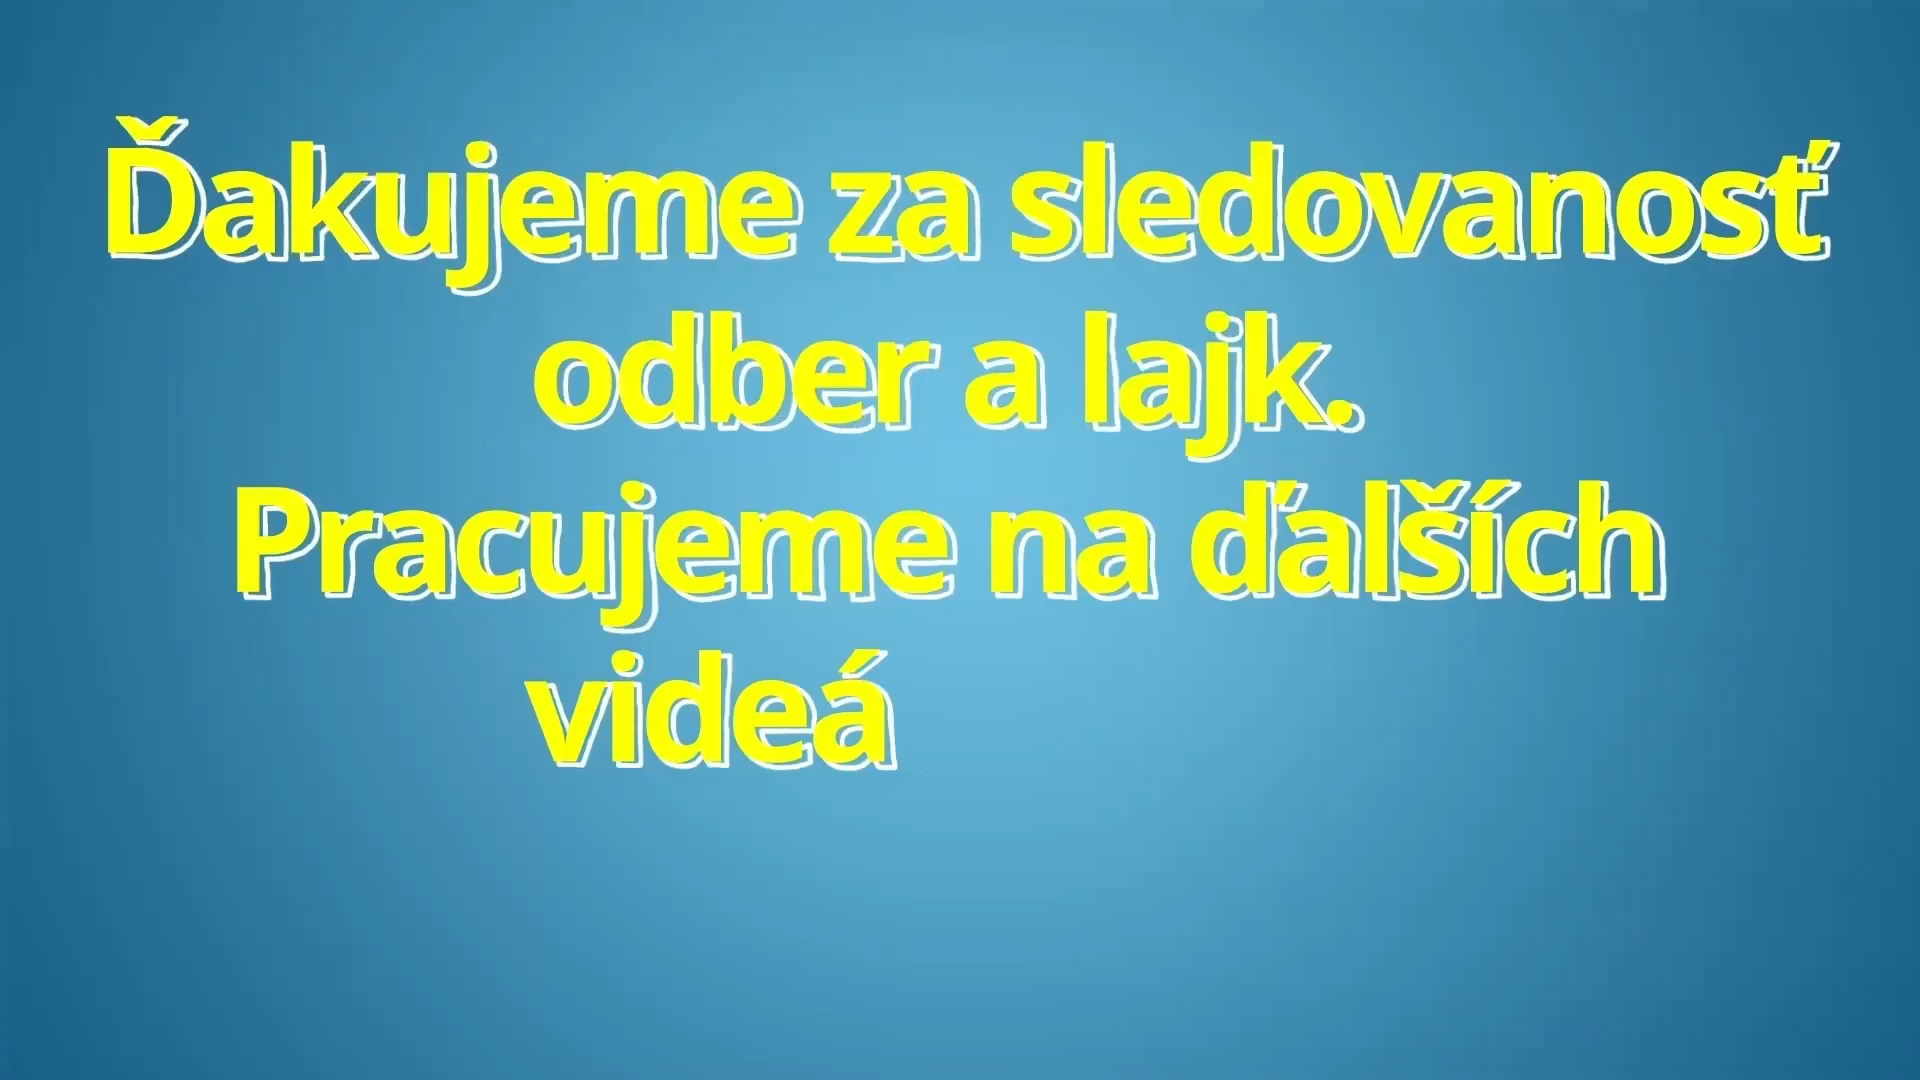 Ďakujeme za sledovanosť
odber a lajk.
Pracujeme na ďalších
videá